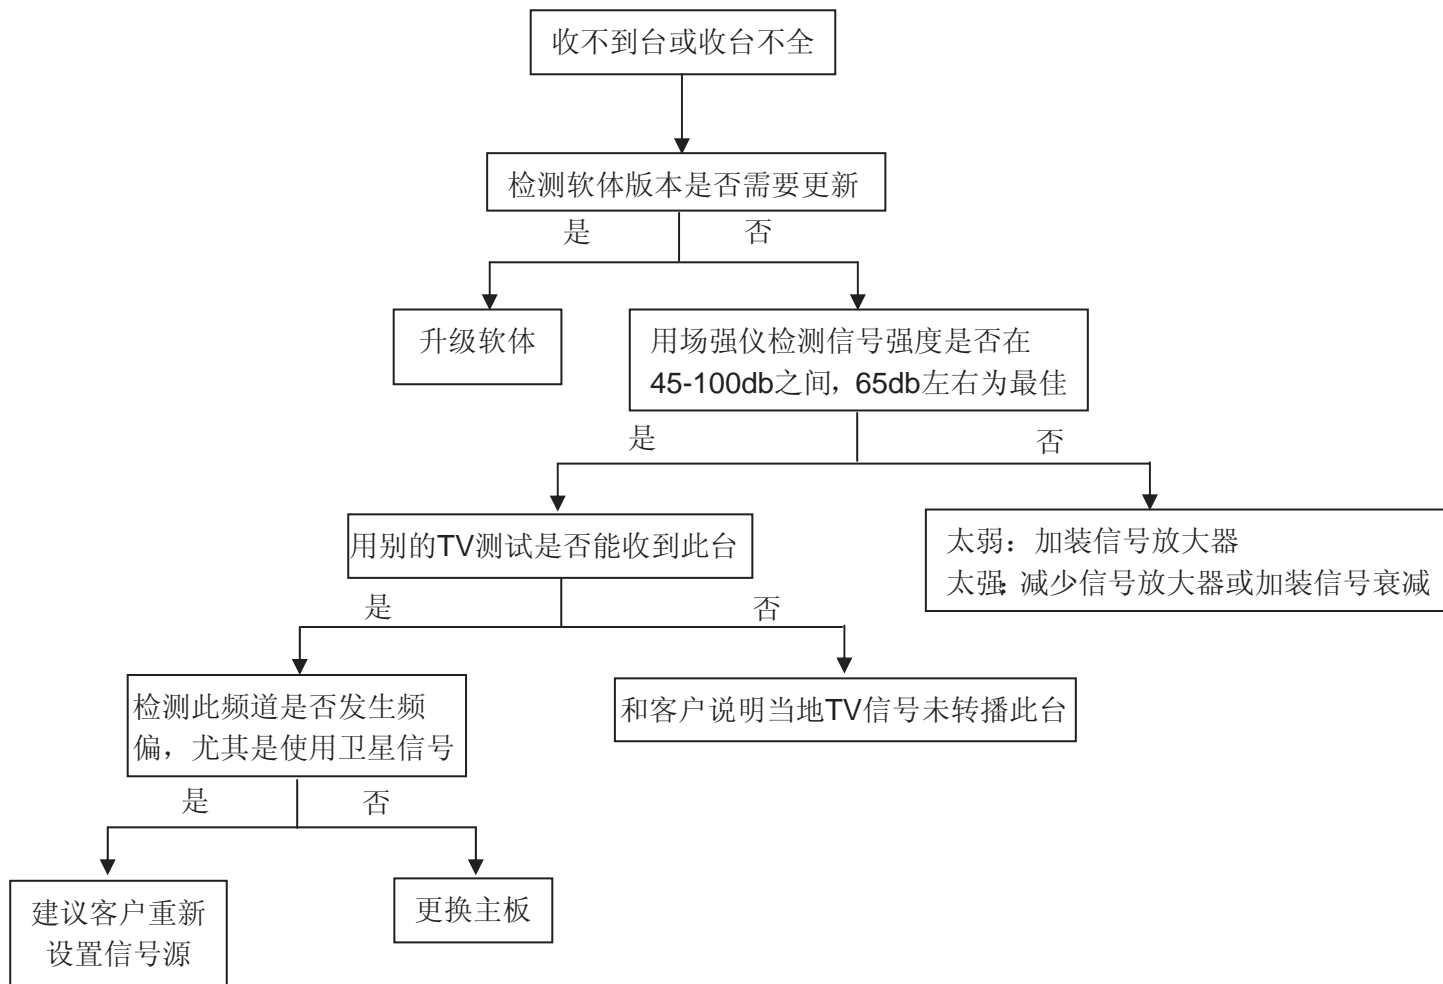 收不到台或收台不全
检测软体版本是否需要更新
是 否
升级软体
用场强仪检测信号强度是否在
45-100db之间，65db左右为最佳
是 否
用别的TV测试是否能收到此台
太弱：加装信号放大器
太强：减少信号放大器或加装信号衰减
是 否
检测此频道是否发生频
偏，尤其是使用卫星信号
和客户说明当地TV信号未转播此台
是 否
建议客户重新
设置信号源
更换主板